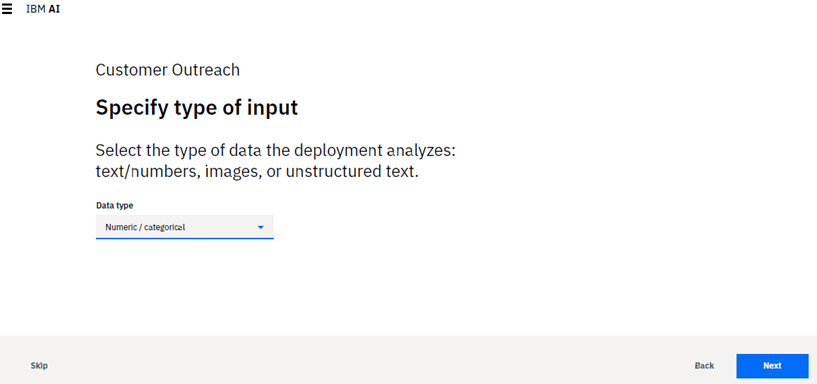 IBM AI
Customer Outreach
Specify type of input
Select the type of data the deployment analyzes:
text/numbers, images, or unstructured text.
Data type
Numeric / categorical
Skip
Back
Next